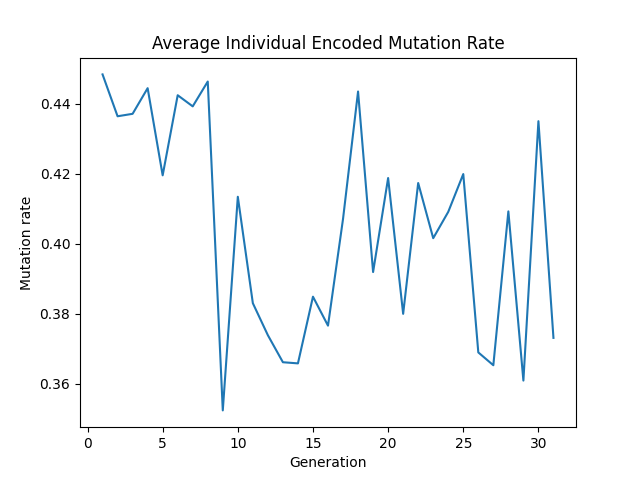 Average Individual Encoded Mutation Rate
0.44
0.42
0.40
0.38
0.36
Mutation rate
0 5 10 15 20 25 30
Generation